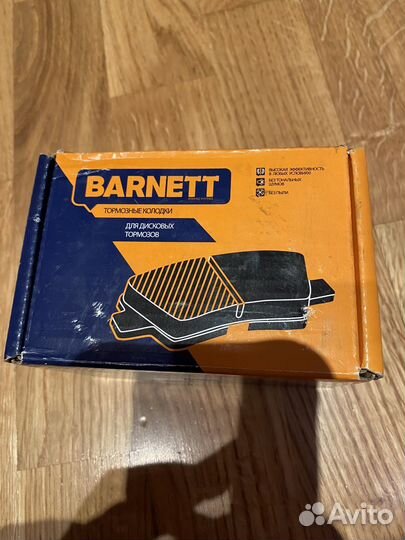 BARNETT
ТОРМОЗНЫЕ КОЛОДКИ
ДЛЯ ДИСКОВЫХ
ТОРМОЗОВ
ВЫСОКАЯ ЭФФЕКТИВНОСТЬ
В ЛЮБЫХ УСЛОВИЯХ
БЕЗ ТОНАЛЬНЫХ
ШУМОВ
БЕЗ ПЫЛИ
Avito